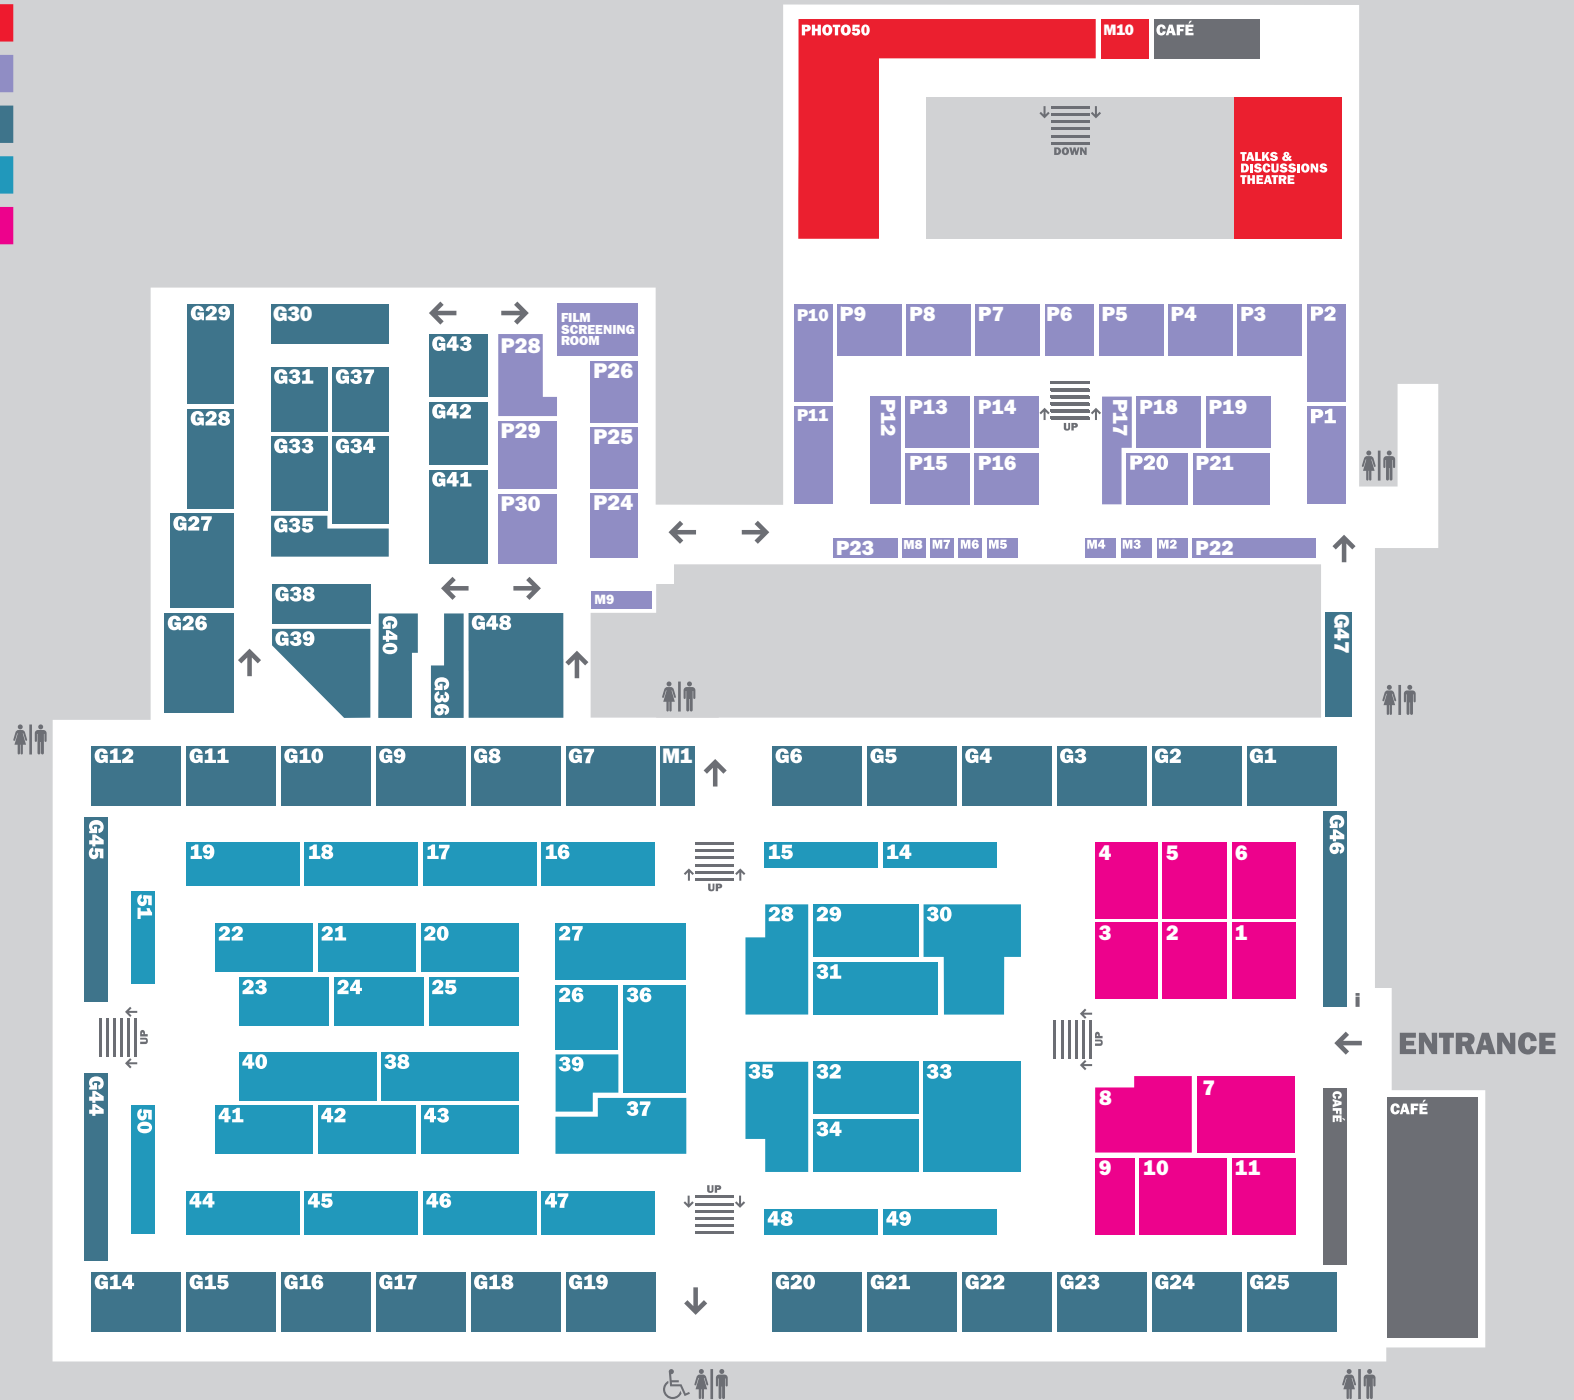 PHOTO50
M10
CAFÉ
DOWN
TALKS &
DISCUSSIONS
THEATRE
G29
G30
G43
P28
FILM
SCREENING
ROOM
P10
P9
P8
P7
P6
P5
P4
P3
P2
G31
G37
P26
G28
G42
P11
P12
P13
P14
UP
P17
P18
P19
P1
G33
G34
P29
P25
G41
P15
P16
P20
P21
G27
G35
P30
P24
P23
M8
M7
M6
M5
M4
M3
M2
P22
G38
M9
G26
G39
G40
G36
G48
G47
G12
G11
G10
G9
G8
G7
M1
G6
G5
G4
G3
G2
G1
G45
G46
19
18
17
16
UP
15
14
4
5
6
51
22
21
20
27
28
29
30
3
2
1
23
24
25
26
36
31
i
UP
UP
ENTRANCE
40
38
39
35
32
33
G44
50
41
42
43
37
34
8
7
CAFÉ
CAFÉ
9
10
11
44
45
46
47
UP
48
49
G14
G15
G16
G17
G18
G19
G20
G21
G22
G23
G24
G25